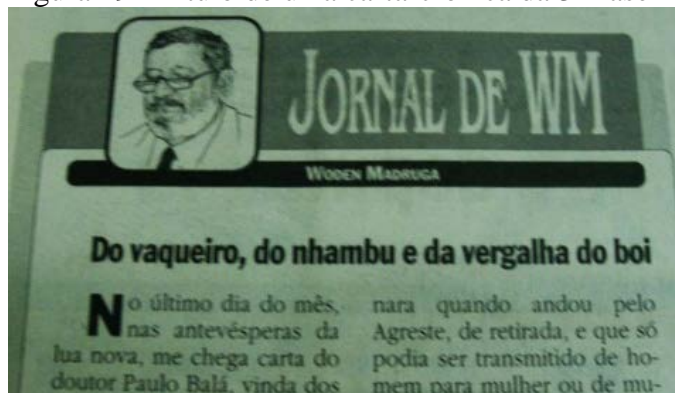 JORNAL DE WM
WODEN MADRUGA
Do vaqueiro, do nhambu e da vergalha do boi
No último dia do mês,
nas antevésperas da
lua nova, me chega carta do
doutor Paulo Balá, vinda dos
nara quando andou pelo
Agreste, de retirada, e que só
podia ser transmitido de ho-
mem para mulher ou de mu-